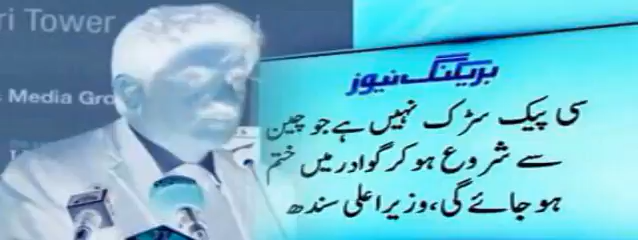 ri Tower
s Media Gro
بریکنگ نیوز
سی پیک سڑک نہیں ہے جو چین
سے شروع ہو کر گوادر میں ختم
ہو جائے گی، وزیر اعلی سندھ